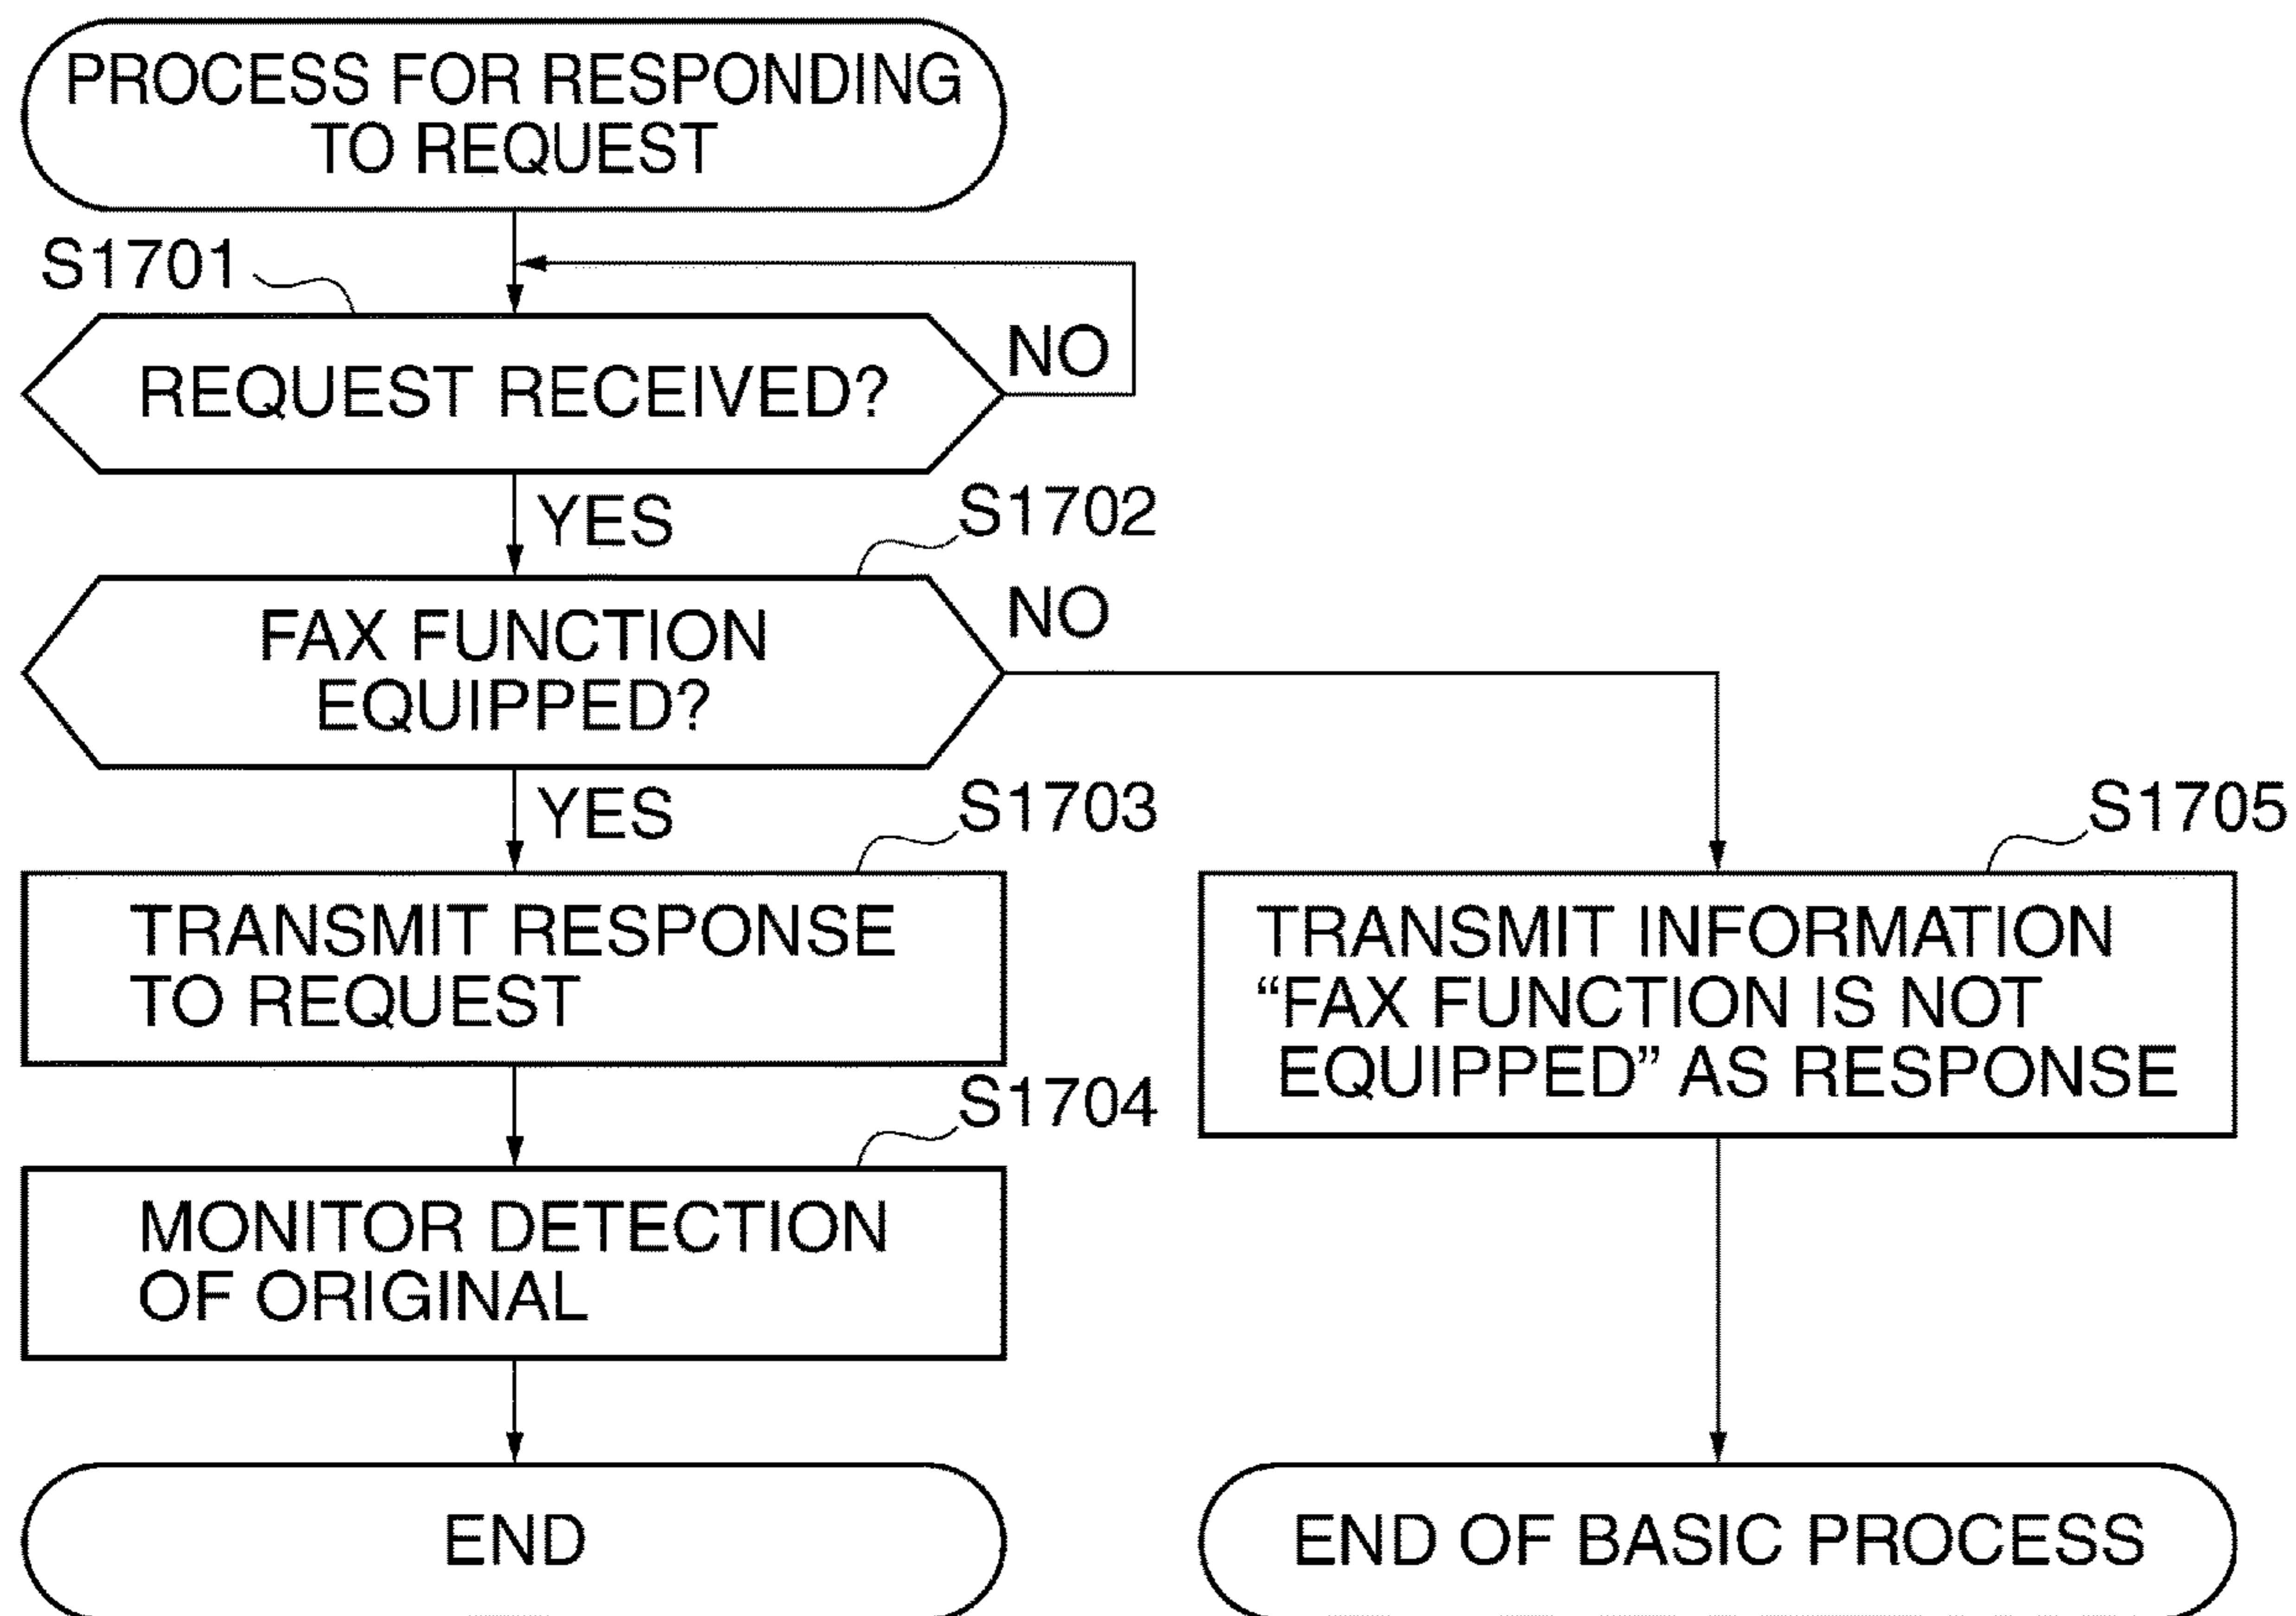 PROCESS FOR RESPONDING
TO REQUEST
S1701
REQUEST RECEIVED?
NO
YES
S1702
FAX FUNCTION
EQUIPPED?
NO
YES
S1703
TRANSMIT RESPONSE
TO REQUEST
S1705
TRANSMIT INFORMATION
“FAX FUNCTION IS NOT
EQUIPPED” AS RESPONSE
S1704
MONITOR DETECTION
OF ORIGINAL
END
END OF BASIC PROCESS